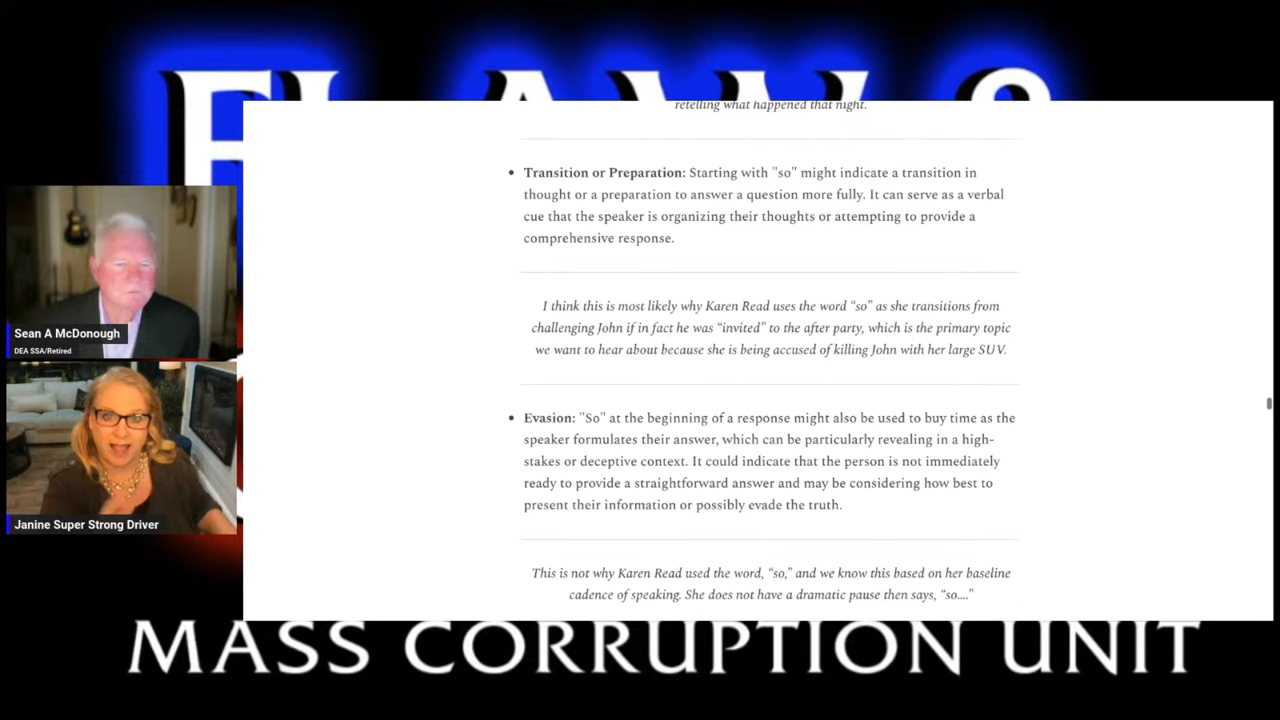 retelling what happened that night.
• Transition or Preparation: Starting with "so" might indicate a transition in
thought or a preparation to answer a question more fully. It can serve as a verbal
cue that the speaker is organizing their thoughts or attempting to provide a
comprehensive response.
I think this is most likely why Karen Read uses the word “so” as she transitions from
challenging John if in fact he was “invited” to the after party, which is the primary topic
we want to hear about because she is being accused of killing John with her large SUV.
• Evasion: "So" at the beginning of a response might also be used to buy time as the
speaker formulates their answer, which can be particularly revealing in a high-
stakes or deceptive context. It could indicate that the person is not immediately
ready to provide a straightforward answer and may be considering how best to
present their information or possibly evade the truth.
This is not why Karen Read used the word, “so,” and we know this based on her baseline
cadence of speaking. She does not have a dramatic pause then says, “so....”
Sean A McDonough
DEA SSA/Retired
Janine Super Strong Driver
MASS CORRUPTION UNIT